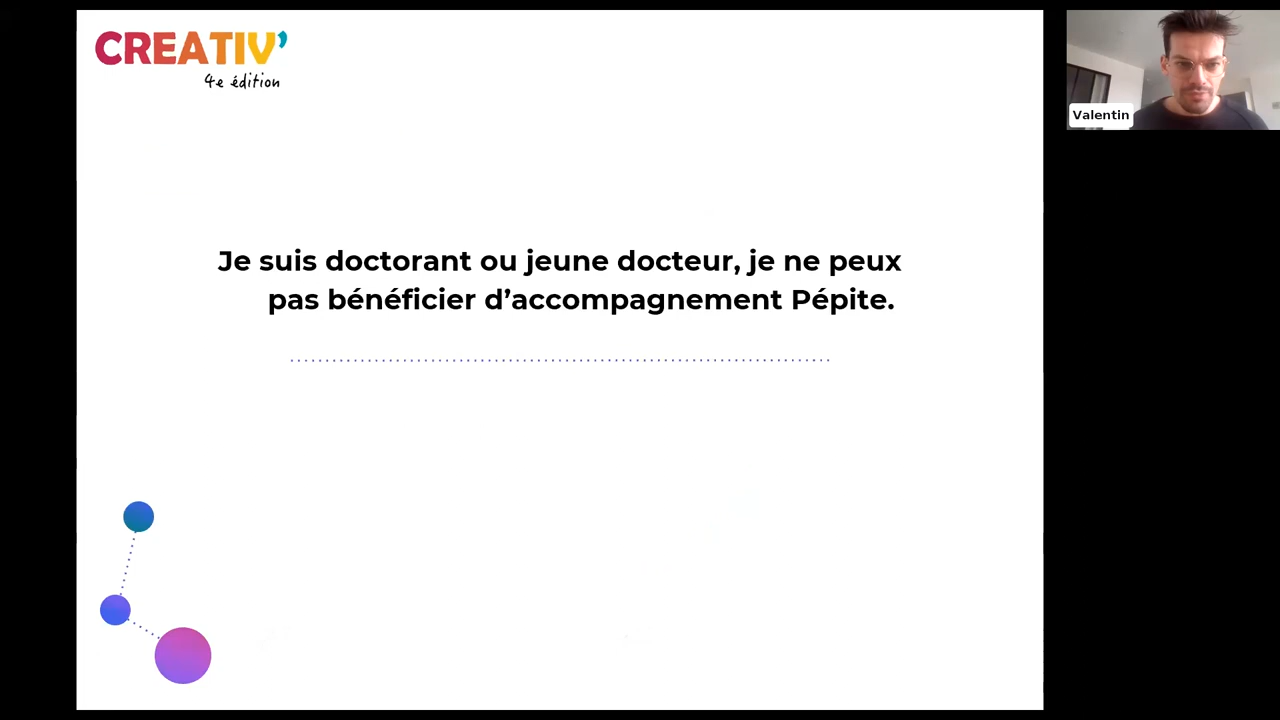 CREATIV'
4e édition
Valentin
Je suis doctorant ou jeune docteur, je ne peux
pas bénéficier d’accompagnement Pépite.